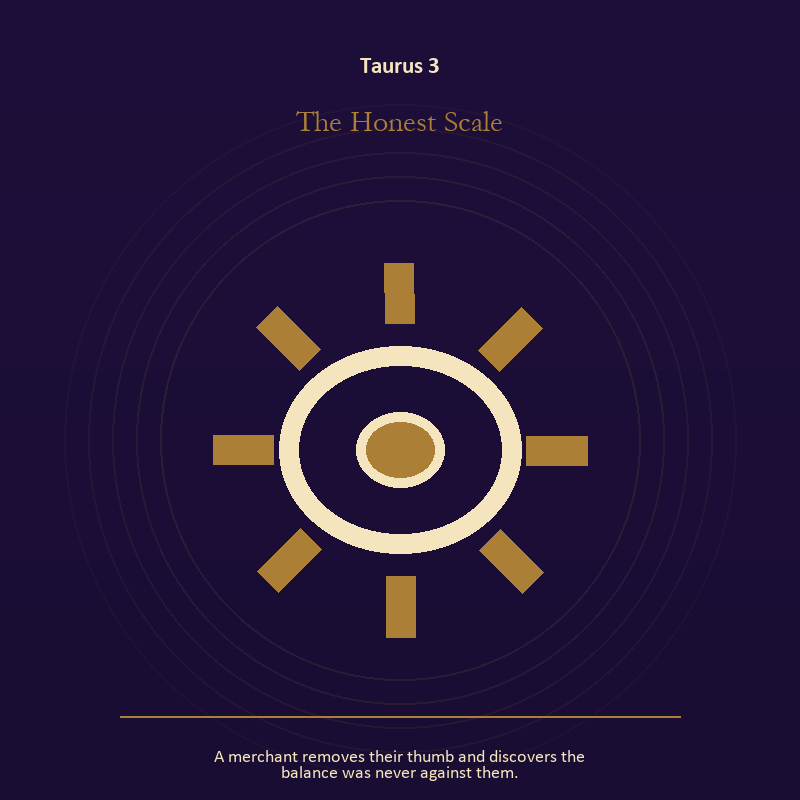 Taurus 3
The Honest Scale
A merchant removes their thumb and discovers the
balance was never against them.